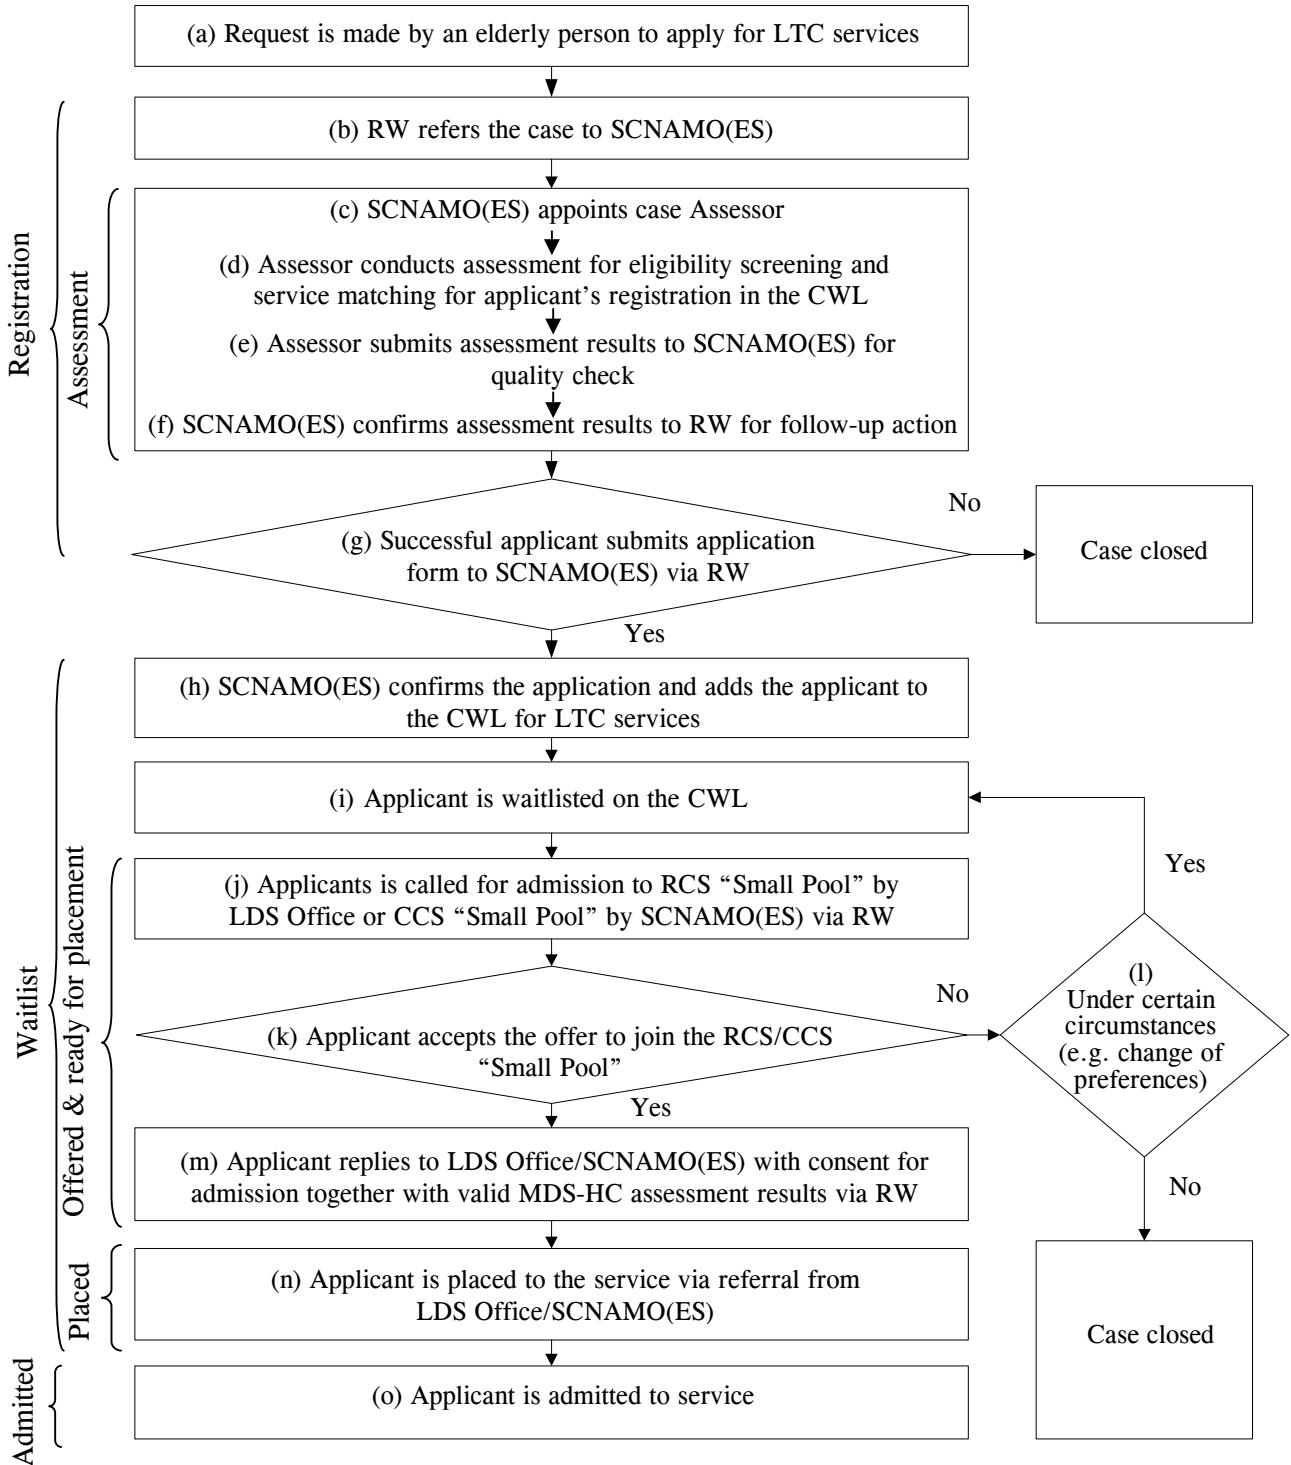 (a) Request is made by an elderly person to apply for LTC services
(b) RW refers the case to SCNAMO(ES)
Registration
Assessment
(c) SCNAMO(ES) appoints case Assessor
(d) Assessor conducts assessment for eligibility screening and
service matching for applicant’s registration in the CWL
(e) Assessor submits assessment results to SCNAMO(ES) for
quality check
(f) SCNAMO(ES) confirms assessment results to RW for follow-up action
(g) Successful applicant submits application
form to SCNAMO(ES) via RW
No
Case closed
Yes
Waitlist
(h) SCNAMO(ES) confirms the application and adds the applicant to
the CWL for LTC services
(i) Applicant is waitlisted on the CWL
Offered & ready for placement
(j) Applicants is called for admission to RCS “Small Pool” by
LDS Office or CCS “Small Pool” by SCNAMO(ES) via RW
(k) Applicant accepts the offer to join the RCS/CCS
“Small Pool”
No
(l)
Under certain
circumstances
(e.g. change of
preferences)
Yes
No
Case closed
Yes
(m) Applicant replies to LDS Office/SCNAMO(ES) with consent for
admission together with valid MDS-HC assessment results via RW
Placed
(n) Applicant is placed to the service via referral from
LDS Office/SCNAMO(ES)
Admitted
(o) Applicant is admitted to service